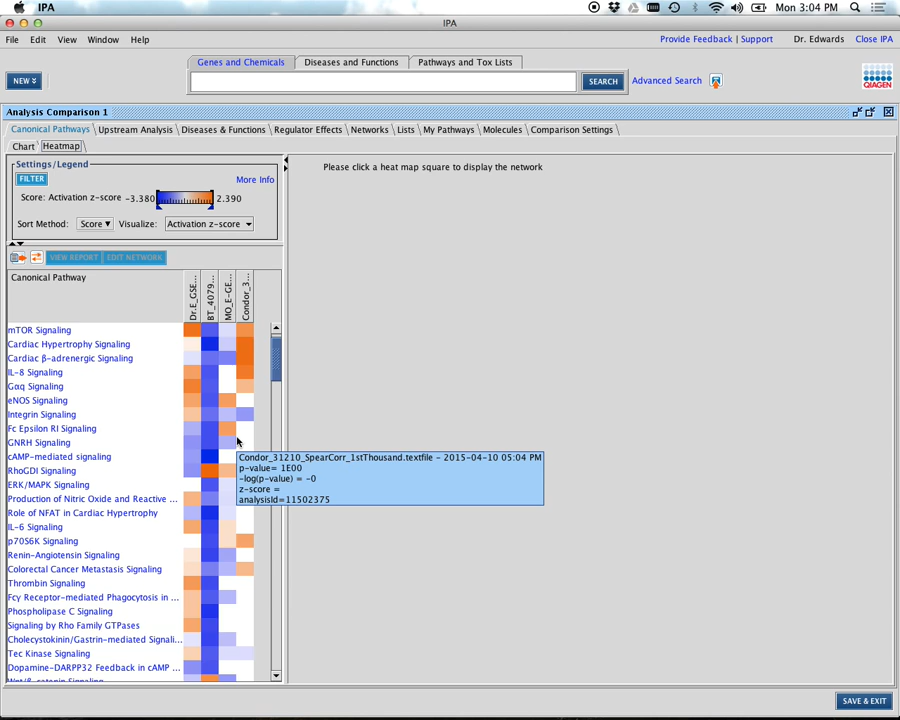 IPA
Mon 3:04 PM
IPA
File Edit View Window Help
Provide Feedback | Support Dr. Edwards Close IPA
Genes and Chemicals Diseases and Functions Pathways and Tox Lists
NEW
SEARCH
Advanced Search
QIAGEN
Analysis Comparison 1
Canonical Pathways Upstream Analysis Diseases & Functions Regulator Effects Networks Lists My Pathways Molecules Comparison Settings
Chart Heatmap
Settings/Legend
FILTER
More Info
Score: Activation z-score -3.380 2.390
Sort Method: Score Visualize: Activation z-score
VIEW REPORT EDIT NETWORK
Canonical Pathway
Dr.E_GSE...
BT_4079...
MO_E-GE...
Condor_3...
mTOR Signaling
Cardiac Hypertrophy Signaling
Cardiac β-adrenergic Signaling
IL-8 Signaling
Gαq Signaling
eNOS Signaling
Integrin Signaling
Fc Epsilon RI Signaling
GNRH Signaling
cAMP-mediated signaling
RhoGDI Signaling
ERK/MAPK Signaling
Production of Nitric Oxide and Reactive ...
Role of NFAT in Cardiac Hypertrophy
IL-6 Signaling
p70S6K Signaling
Renin-Angiotensin Signaling
Colorectal Cancer Metastasis Signaling
Thrombin Signaling
Fcγ Receptor-mediated Phagocytosis in ...
Phospholipase C Signaling
Signaling by Rho Family GTPases
Cholecystokinin/Gastrin-mediated Signali...
Tec Kinase Signaling
Dopamine-DARPP32 Feedback in cAMP ...
Wnt/β-catenin Signaling
Please click a heat map square to display the network
Condor_31210_SpearCorr_1stThousand.textfile - 2015-04-10 05:04 PM
p-value= 1E00
-log(p-value) = -0
z-score =
analysisId=11502375
SAVE & EXIT